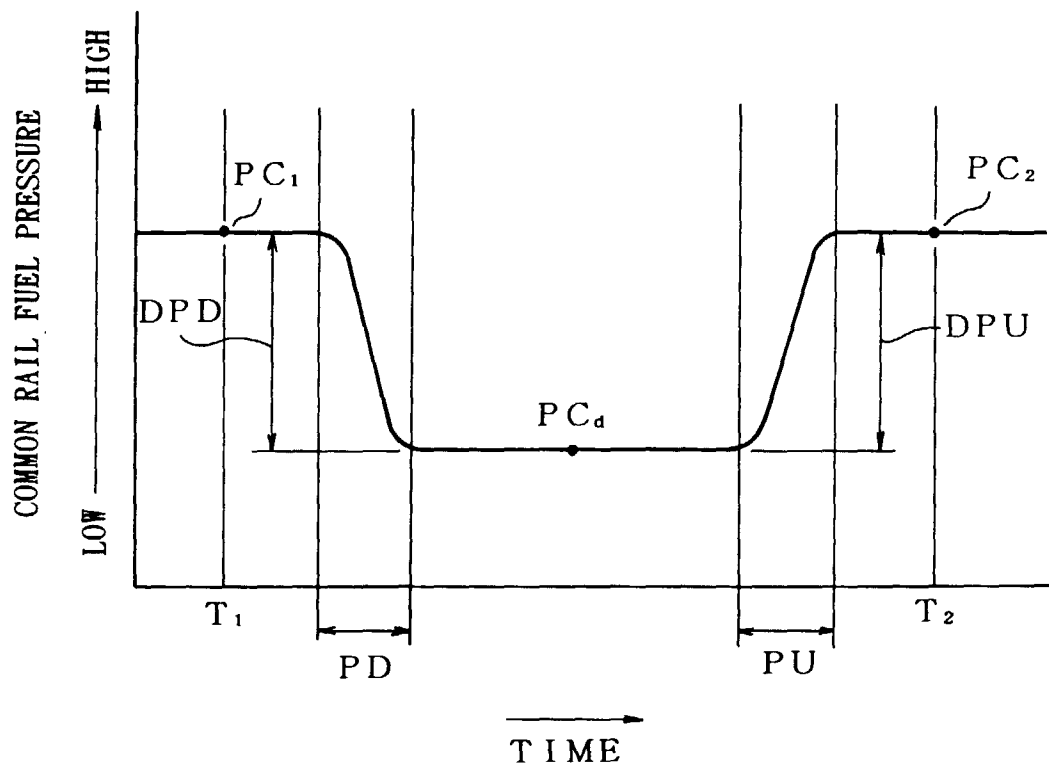 COMMON RAIL FUEL PRESSURE
LOW
HIGH
PC₁
PC₂
DPD
DPU
PCd
T₁
T₂
PD
PU
TIME